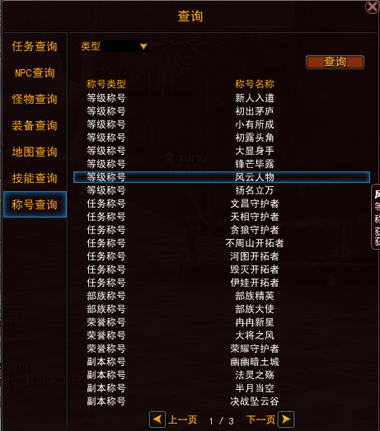 查询
任务查询
NPC查询
怪物查询
装备查询
地图查询
技能查询
称号查询
类型
查询
称号类型 称号名称
等级称号 新人入道
等级称号 初出茅庐
等级称号 小有所成
等级称号 初露头角
等级称号 大显身手
等级称号 锋芒毕露
等级称号 风云人物
等级称号 扬名立万
任务称号 文昌守护者
任务称号 天相守护者
任务称号 贪狼守护者
任务称号 不周山开拓者
任务称号 河图开拓者
任务称号 毁灭开拓者
任务称号 伊娃开拓者
部族称号 部族精英
部族称号 部族大使
荣誉称号 冉冉新星
荣誉称号 大将之风
荣誉称号 荣耀守护者
副本称号 幽幽暗土城
副本称号 法灵之殇
副本称号 半月当空
副本称号 决战坠云谷
上一页 1 / 3 下一页